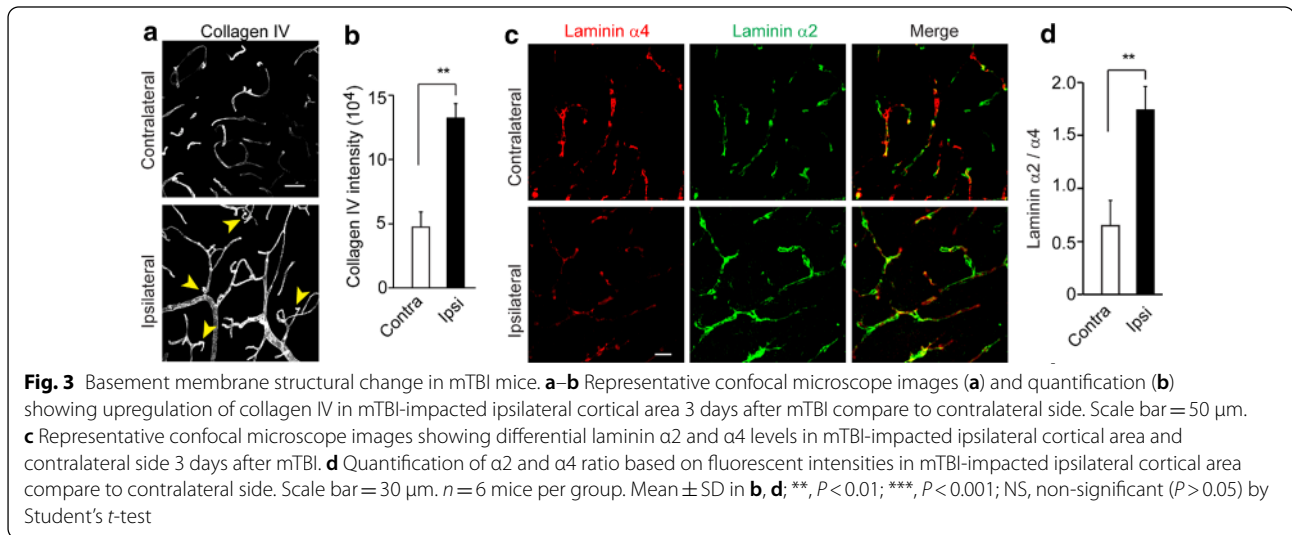 a
Collagen IV
Contralateral
Ipsilateral
b
**
Collagen IV intensity (10⁴)
15
10
5
0
Contra
Ipsi
c
Laminin α4
Laminin α2
Merge
Contralateral
Ipsilateral
d
**
Laminin α2 / α4
2.0
1.5
1.0
0.5
0
Contra
Ipsi
Fig. 3 Basement membrane structural change in mTBI mice. a–b Representative confocal microscope images (a) and quantification (b)
showing upregulation of collagen IV in mTBI-impacted ipsilateral cortical area 3 days after mTBI compare to contralateral side. Scale bar = 50 μm.
c Representative confocal microscope images showing differential laminin α2 and α4 levels in mTBI-impacted ipsilateral cortical area and
contralateral side 3 days after mTBI. d Quantification of α2 and α4 ratio based on fluorescent intensities in mTBI-impacted ipsilateral cortical area
compare to contralateral side. Scale bar = 30 μm. n = 6 mice per group. Mean ± SD in b, d; **, P < 0.01; ***, P < 0.001; NS, non-significant (P > 0.05) by
Student's t-test